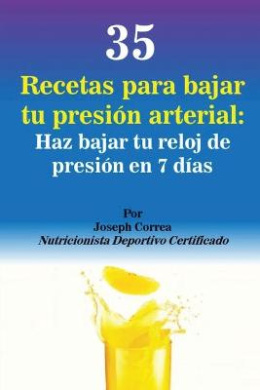 35
Recetas para bajar
tu presión arterial:
Haz bajar tu reloj de
presión en 7 días
Por
Joseph Correa
Nutricionista Deportivo Certificado